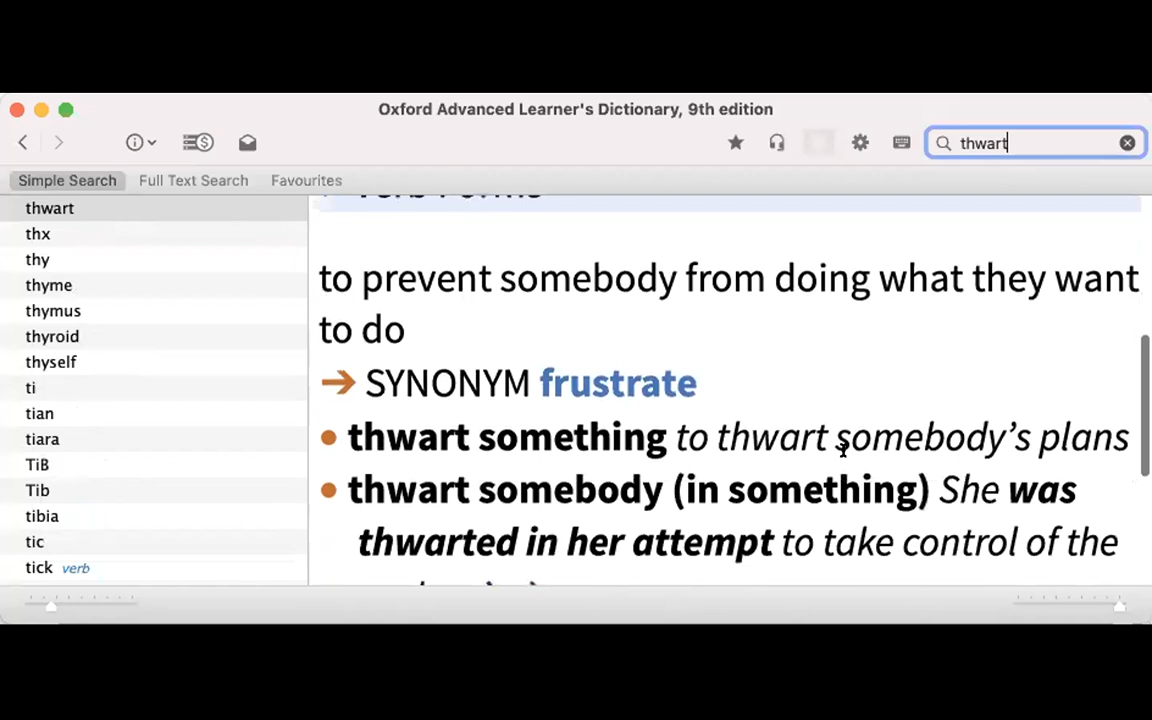 Oxford Advanced Learner's Dictionary, 9th edition
thwart
Simple Search Full Text Search Favourites
thwart
thx
thy
thyme
thymus
thyroid
thyself
ti
tian
tiara
TiB
Tib
tibia
tic
tick verb
Verb Forms
to prevent somebody from doing what they want
to do
➔ SYNONYM frustrate
● thwart something to thwart somebody’s plans
● thwart somebody (in something) She was
thwarted in her attempt to take control of the